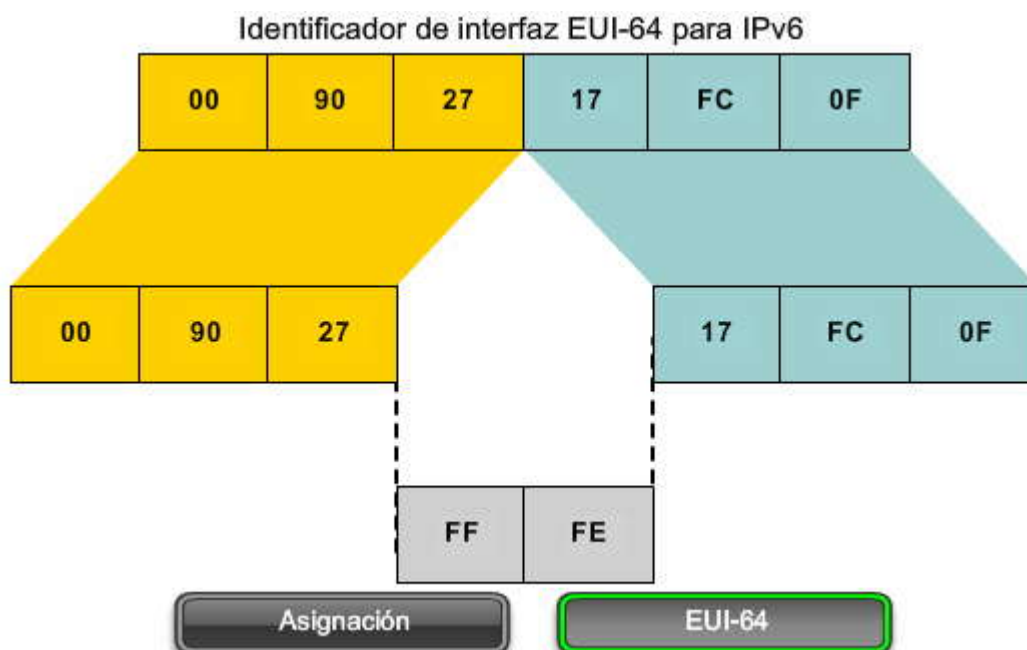 Identificador de interfaz EUI-64 para IPv6
00 90 27 17 FC 0F
00 90 27 17 FC 0F
FF FE
Asignación EUI-64